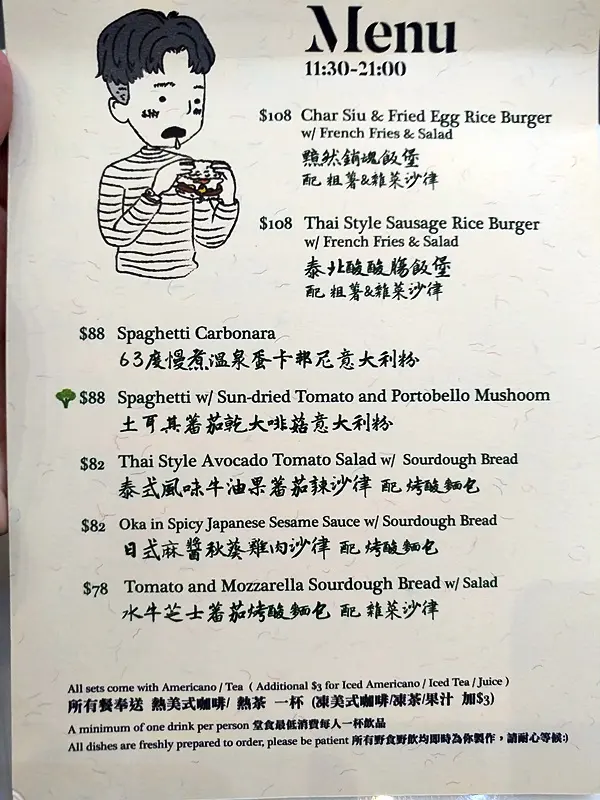 Menu
11:30-21:00
$108 Char Siu & Fried Egg Rice Burger
w/ French Fries & Salad
黯然銷魂飯堡
配 粗薯&雜菜沙律
$108 Thai Style Sausage Rice Burger
w/ French Fries & Salad
泰北酸酸腸飯堡
配 粗薯&雜菜沙律
$88 Spaghetti Carbonara
63度慢煮溫泉蛋卡邦尼意大利粉
$88 Spaghetti w/ Sun-dried Tomato and Portobello Mushoom
土耳其蕃茄乾大啡菇意大利粉
$82 Thai Style Avocado Tomato Salad w/ Sourdough Bread
泰式風味牛油果蕃茄辣沙律 配 烤酸麵包
$82 Oka in Spicy Japanese Sesame Sauce w/ Sourdough Bread
日式麻醬秋葵雞肉沙律 配 烤酸麵包
$78 Tomato and Mozzarella Sourdough Bread w/ Salad
水牛芝士蕃茄烤酸麵包 配 雜菜沙律
All sets come with Americano / Tea ( Additional $3 for Iced Americano / Iced Tea / Juice )
所有餐奉送 熱美式咖啡/ 熱茶 一杯 (凍美式咖啡/凍茶/果汁 加$3)
A minimum of one drink per person 堂食最低消費每人一杯飲品
All dishes are freshly prepared to order, please be patient 所有野食野飲均即時為你製作，請耐心等候:)